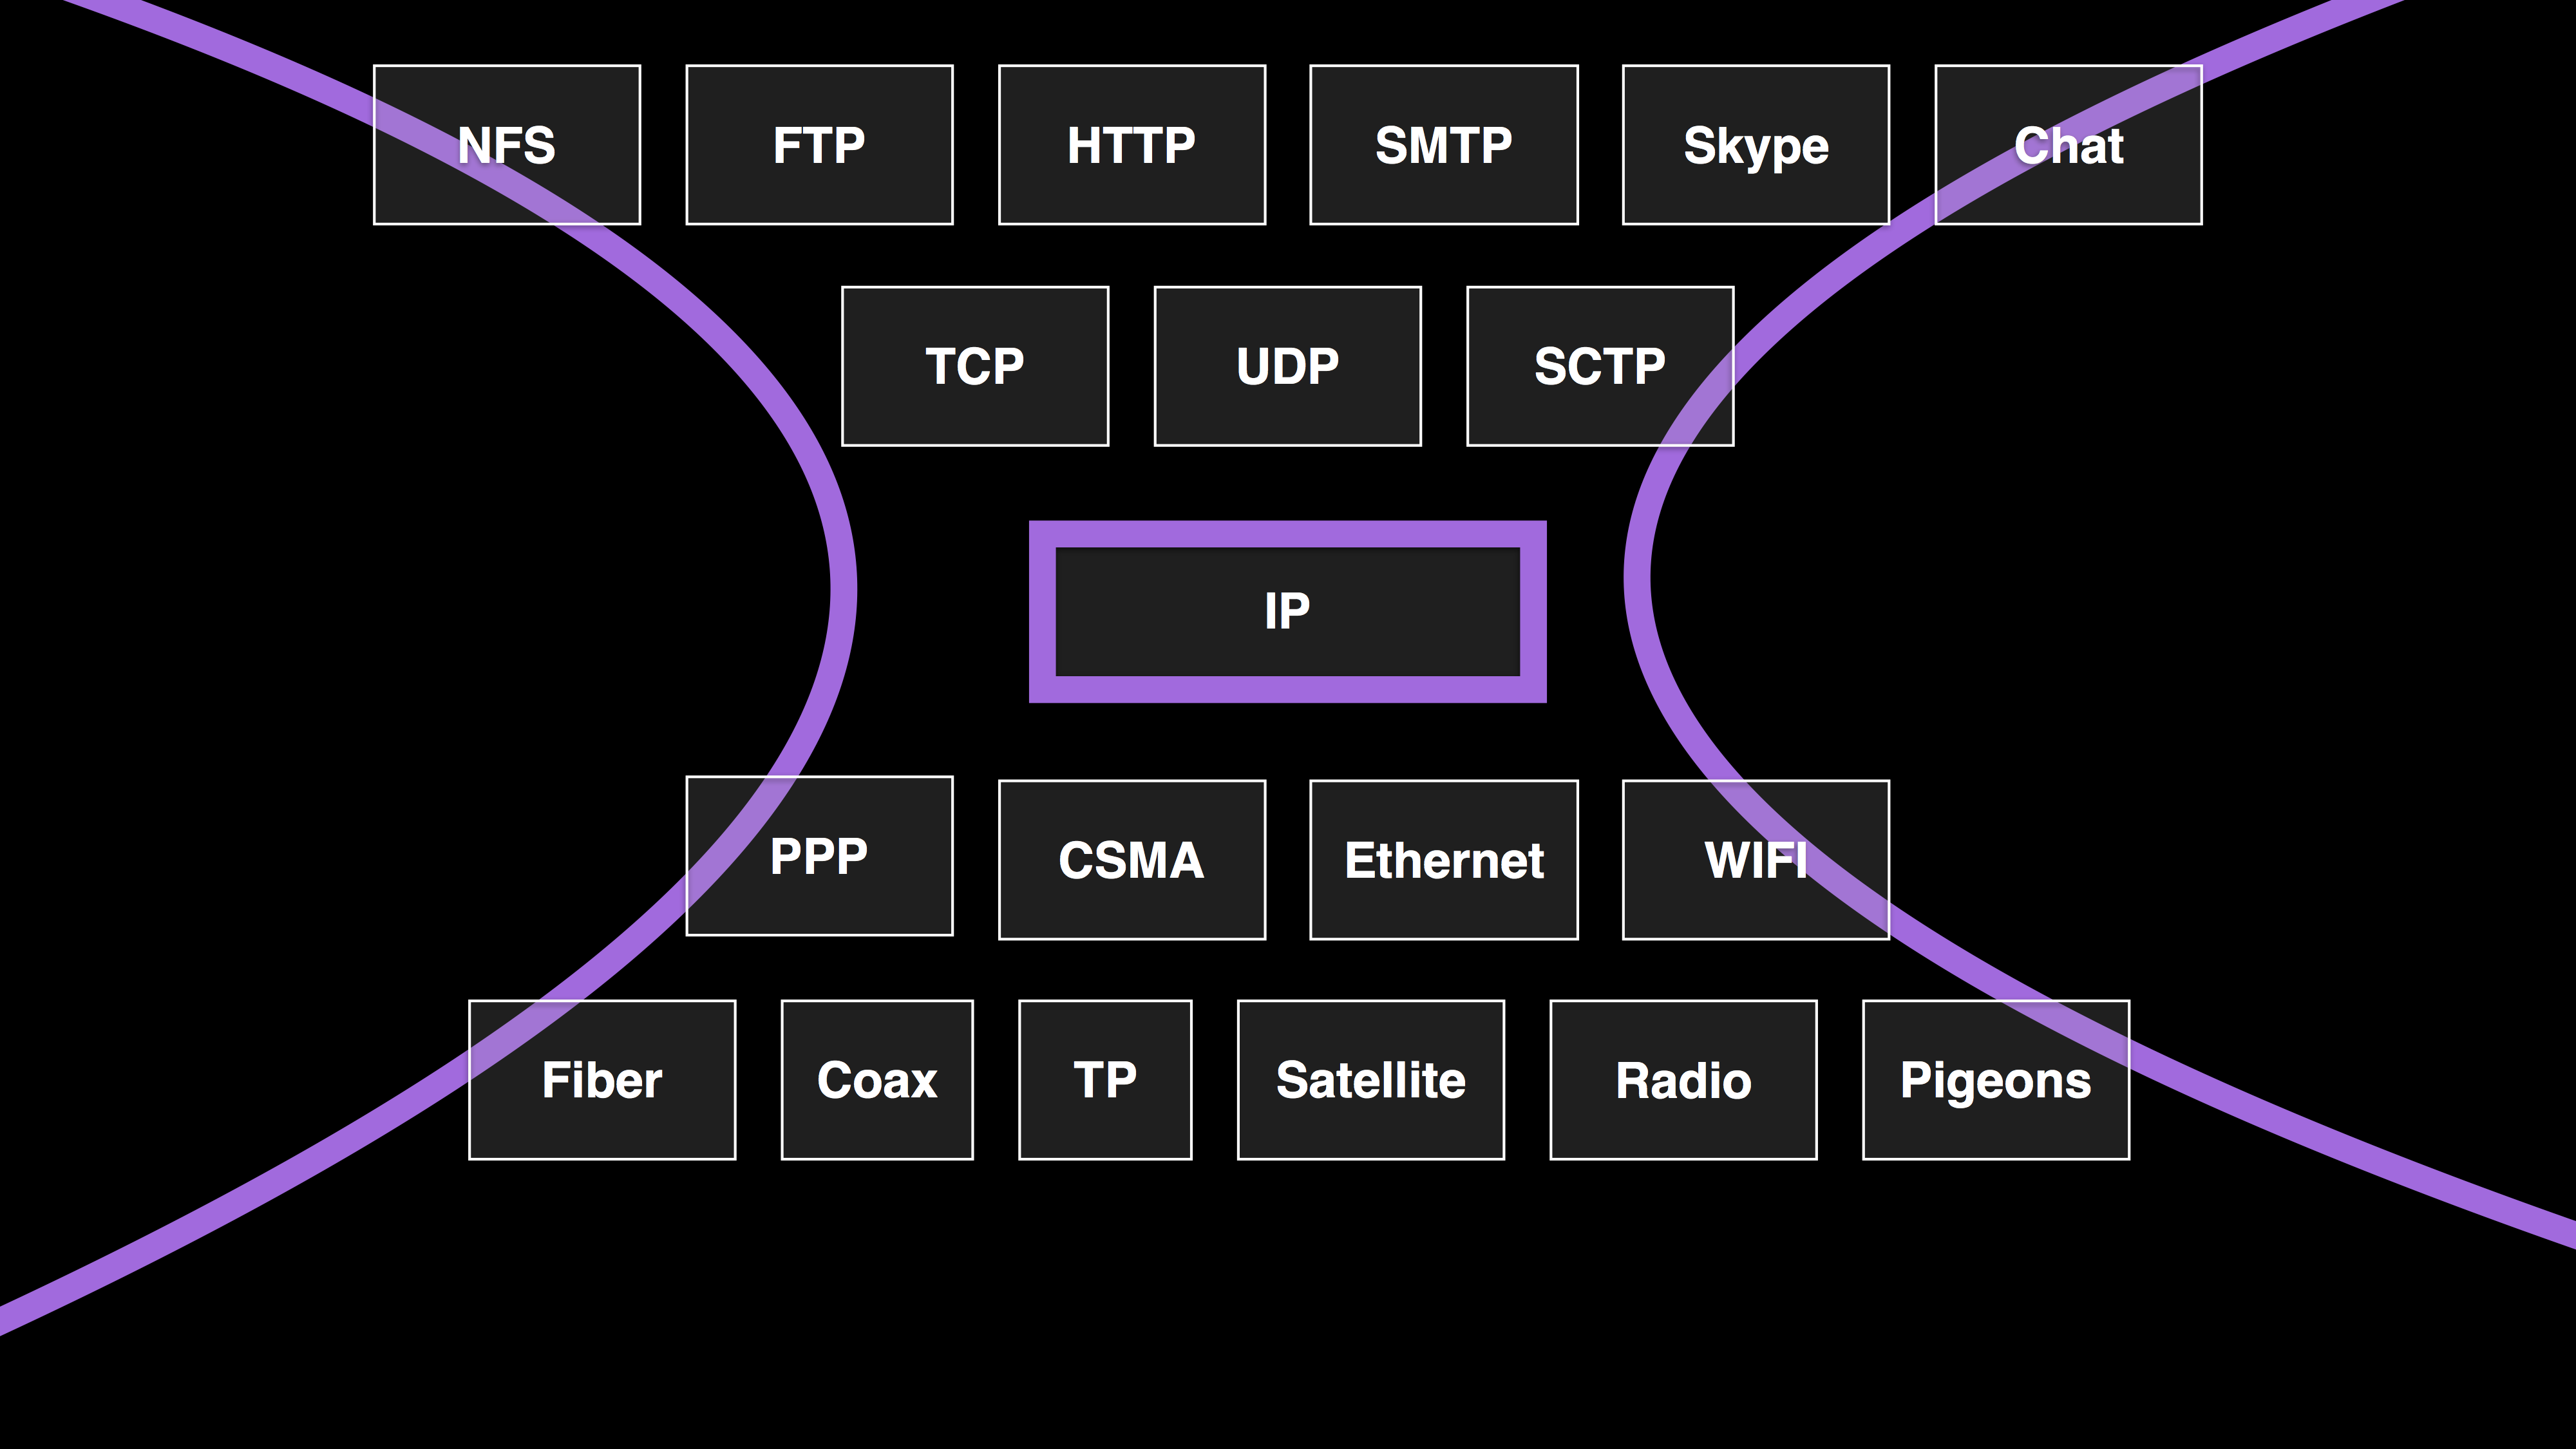 NFS FTP HTTP SMTP Skype Chat
TCP UDP SCTP
IP
PPP CSMA Ethernet WIFI
Fiber Coax TP Satellite Radio Pigeons